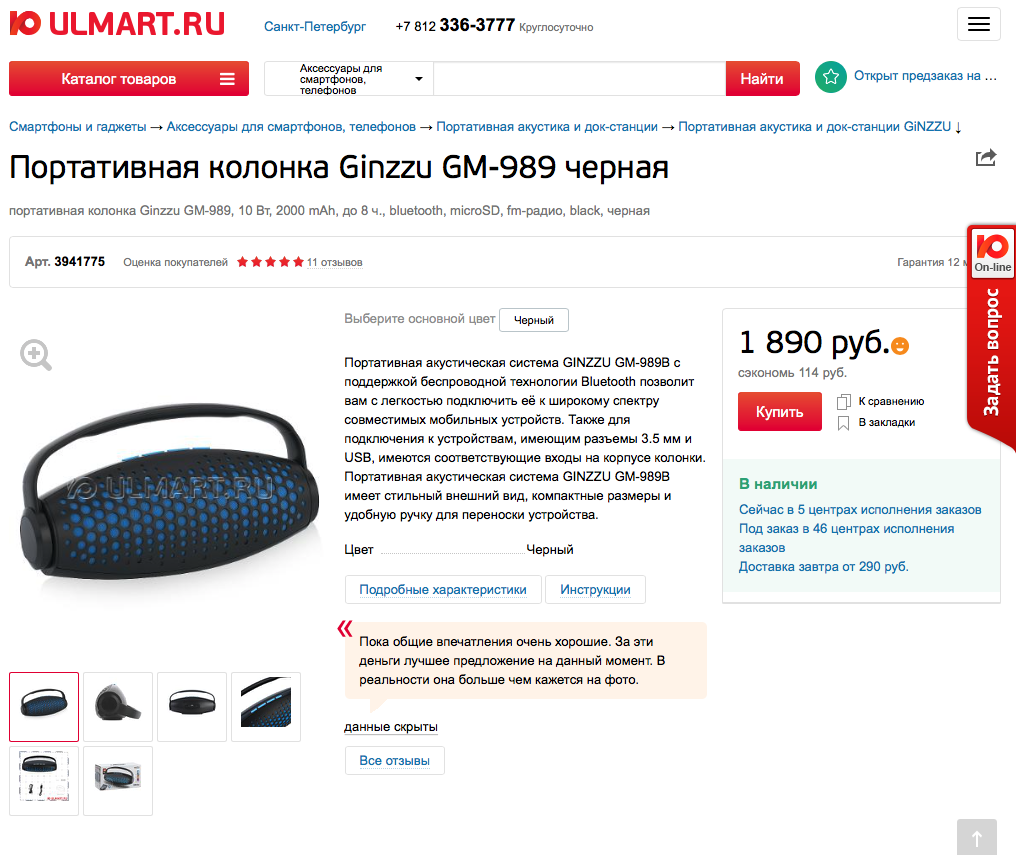 ULMART.RU
Санкт-Петербург
+7 812 336-3777 Круглосуточно
Каталог товаров
Аксессуары для
смартфонов,
телефонов
Найти
Открыт предзаказ на ...
Смартфоны и гаджеты → Аксессуары для смартфонов, телефонов → Портативная акустика и док-станции → Портативная акустика и док-станции GiNZZU ↓
Портативная колонка Ginzzu GM-989 черная
портативная колонка Ginzzu GM-989, 10 Вт, 2000 mAh, до 8 ч., bluetooth, microSD, fm-радио, black, черная
Арт. 3941775
Оценка покупателей
11 отзывов
Гарантия 12 м
On-line
Задать вопрос
Выберите основной цвет
Черный
Портативная акустическая система GINZZU GM-989B с
поддержкой беспроводной технологии Bluetooth позволит
вам с легкостью подключить её к широкому спектру
совместимых мобильных устройств. Также для
подключения к устройствам, имеющим разъемы 3.5 мм и
USB, имеются соответствующие входы на корпусе колонки.
Портативная акустическая система GINZZU GM-989B
имеет стильный внешний вид, компактные размеры и
удобную ручку для переноски устройства.
Цвет
Черный
Подробные характеристики
Инструкции
Пока общие впечатления очень хорошие. За эти
деньги лучшее предложение на данный момент. В
реальности она больше чем кажется на фото.
данные скрыты
Все отзывы
1 890 руб.
сэкономь 114 руб.
Купить
К сравнению
В закладки
В наличии
Сейчас в 5 центрах исполнения заказов
Под заказ в 46 центрах исполнения
заказов
Доставка завтра от 290 руб.
ULMART.RU